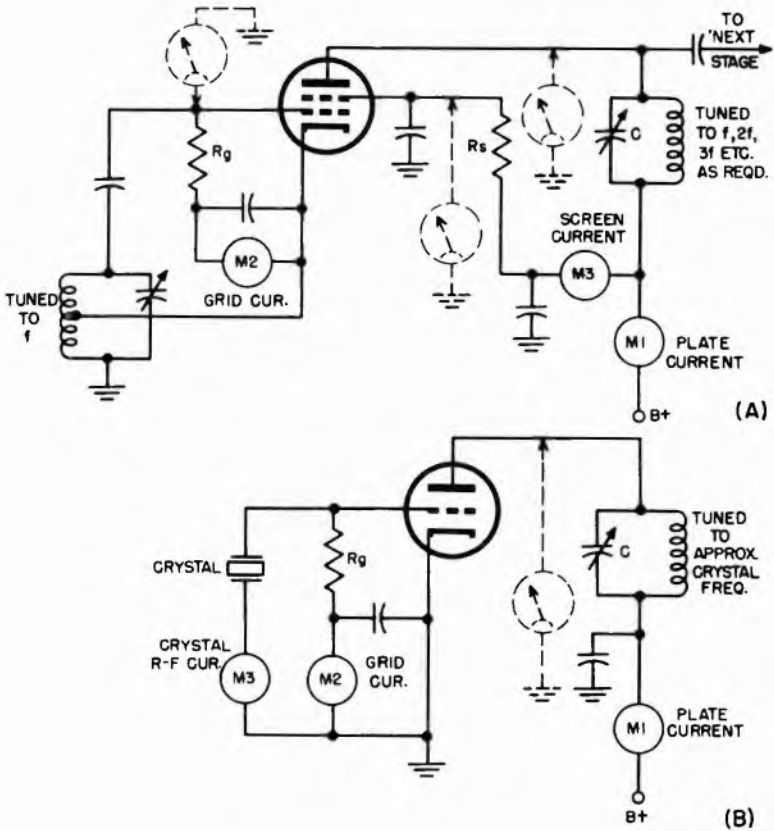 TO
'NEXT
STAGE
Rg
C
TUNED
TO f, 2f,
3f ETC.
AS REQD.
Rs
SCREEN
CURRENT
M2
GRID CUR.
M3
TUNED
TO
f
M1
PLATE
CURRENT
B+
(A)
CRYSTAL
Rg
C
TUNED
TO
APPROX.
CRYSTAL
FREQ.
CRYSTAL
R-F CUR.
M3
M2
GRID
CUR.
M1
PLATE
CURRENT
B+
(B)